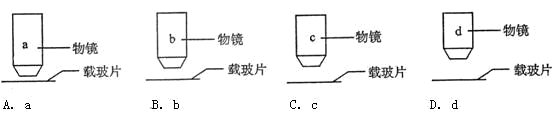 a 物镜 载玻片
b 物镜 载玻片
c 物镜 载玻片
d 物镜 载玻片
A. a B. b C. c D. d